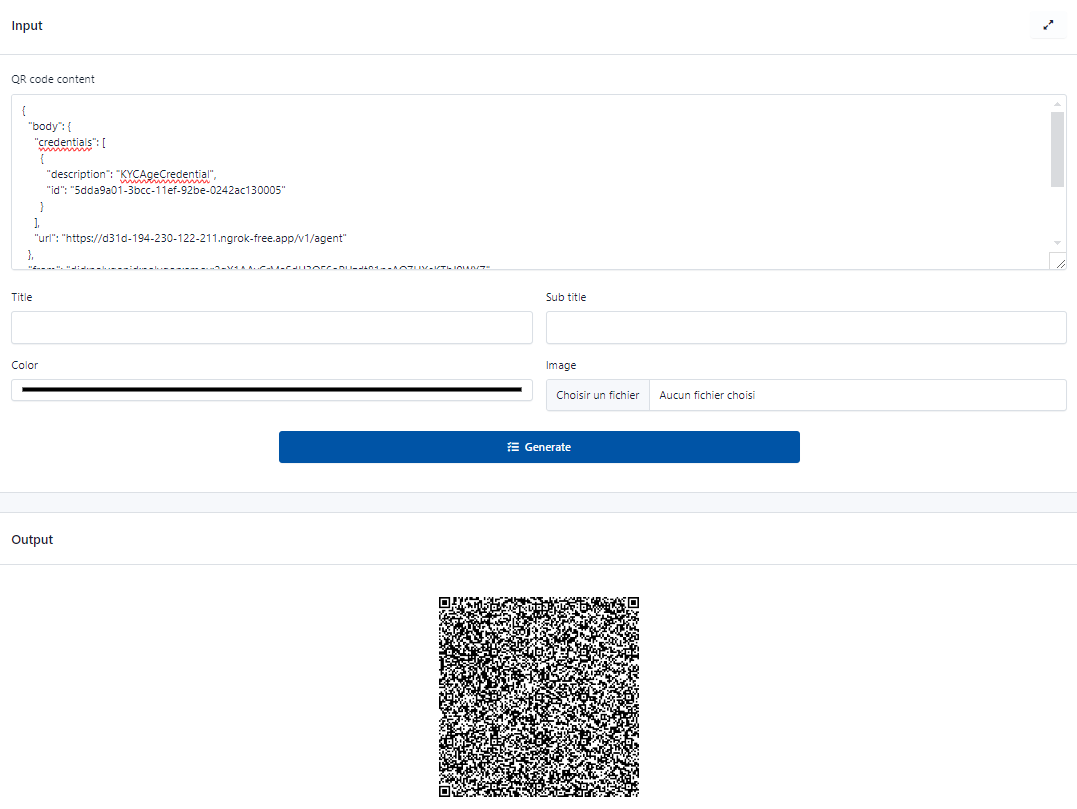 Input
QR code content
{
"body": {
"credentials": [
{
"description": "KYCAgeCredential",
"id": "5dda9a01-3bcc-11ef-92be-0242ac130005"
}
],
"url": "https://d31d-194-230-122-211.ngrok-free.app/v1/agent"
},
Title
Sub title
Color
Image
Choisir un fichier
Aucun fichier choisi
Generate
Output